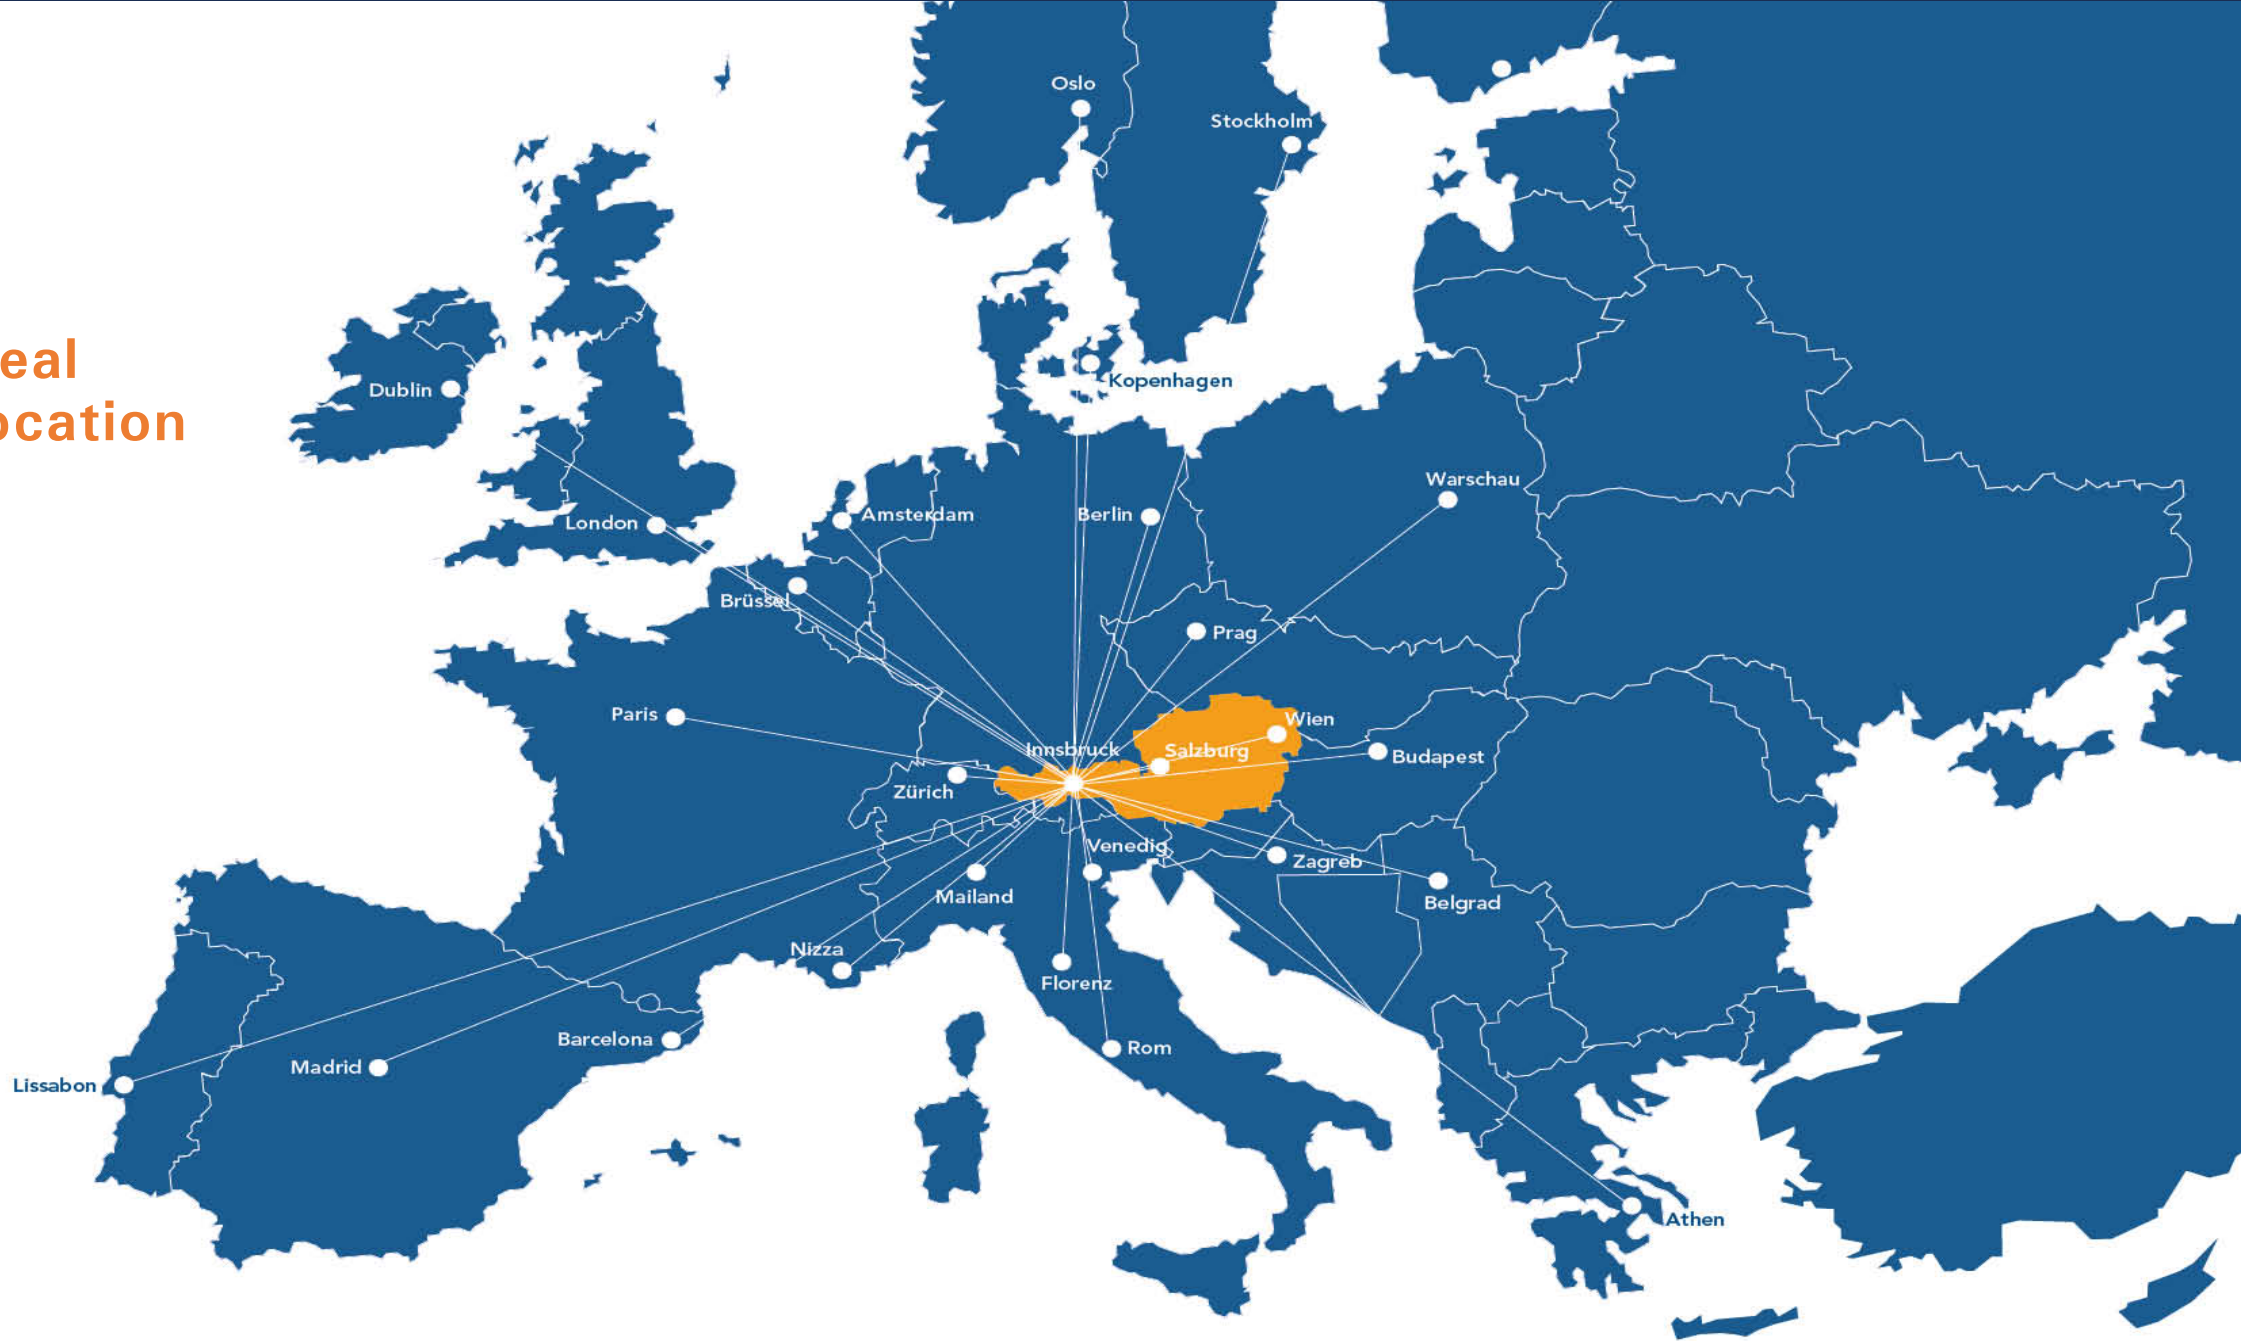 eal
ocation
Oslo
Stockholm
Dublin
Kopenhagen
London
Amsterdam
Berlin
Warschau
Brüssel
Prag
Paris
Innsbruck
Wien
Salzburg
Budapest
Zürich
Venedig
Zagreb
Mailand
Belgrad
Nizza
Florenz
Barcelona
Rom
Madrid
Lissabon
Athen